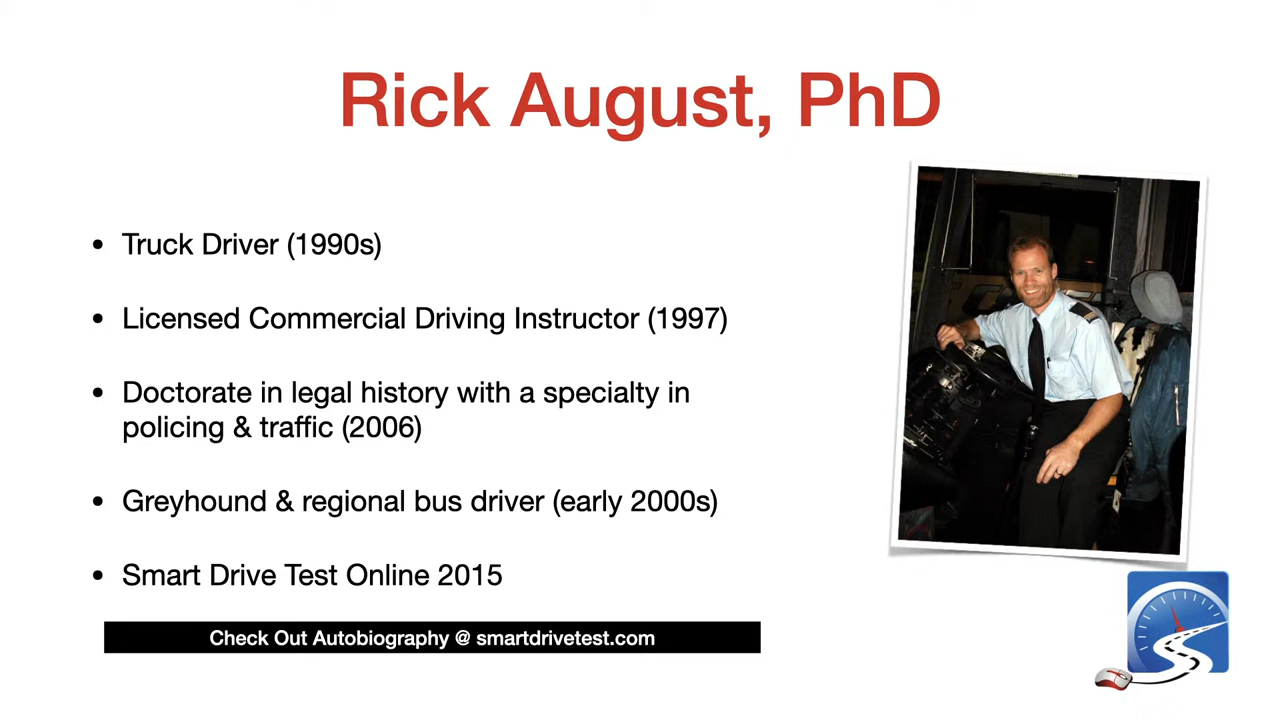 Rick August, PhD
• Truck Driver (1990s)
• Licensed Commercial Driving Instructor (1997)
• Doctorate in legal history with a specialty in
policing & traffic (2006)
• Greyhound & regional bus driver (early 2000s)
• Smart Drive Test Online 2015
Check Out Autobiography @ smartdrivetest.com